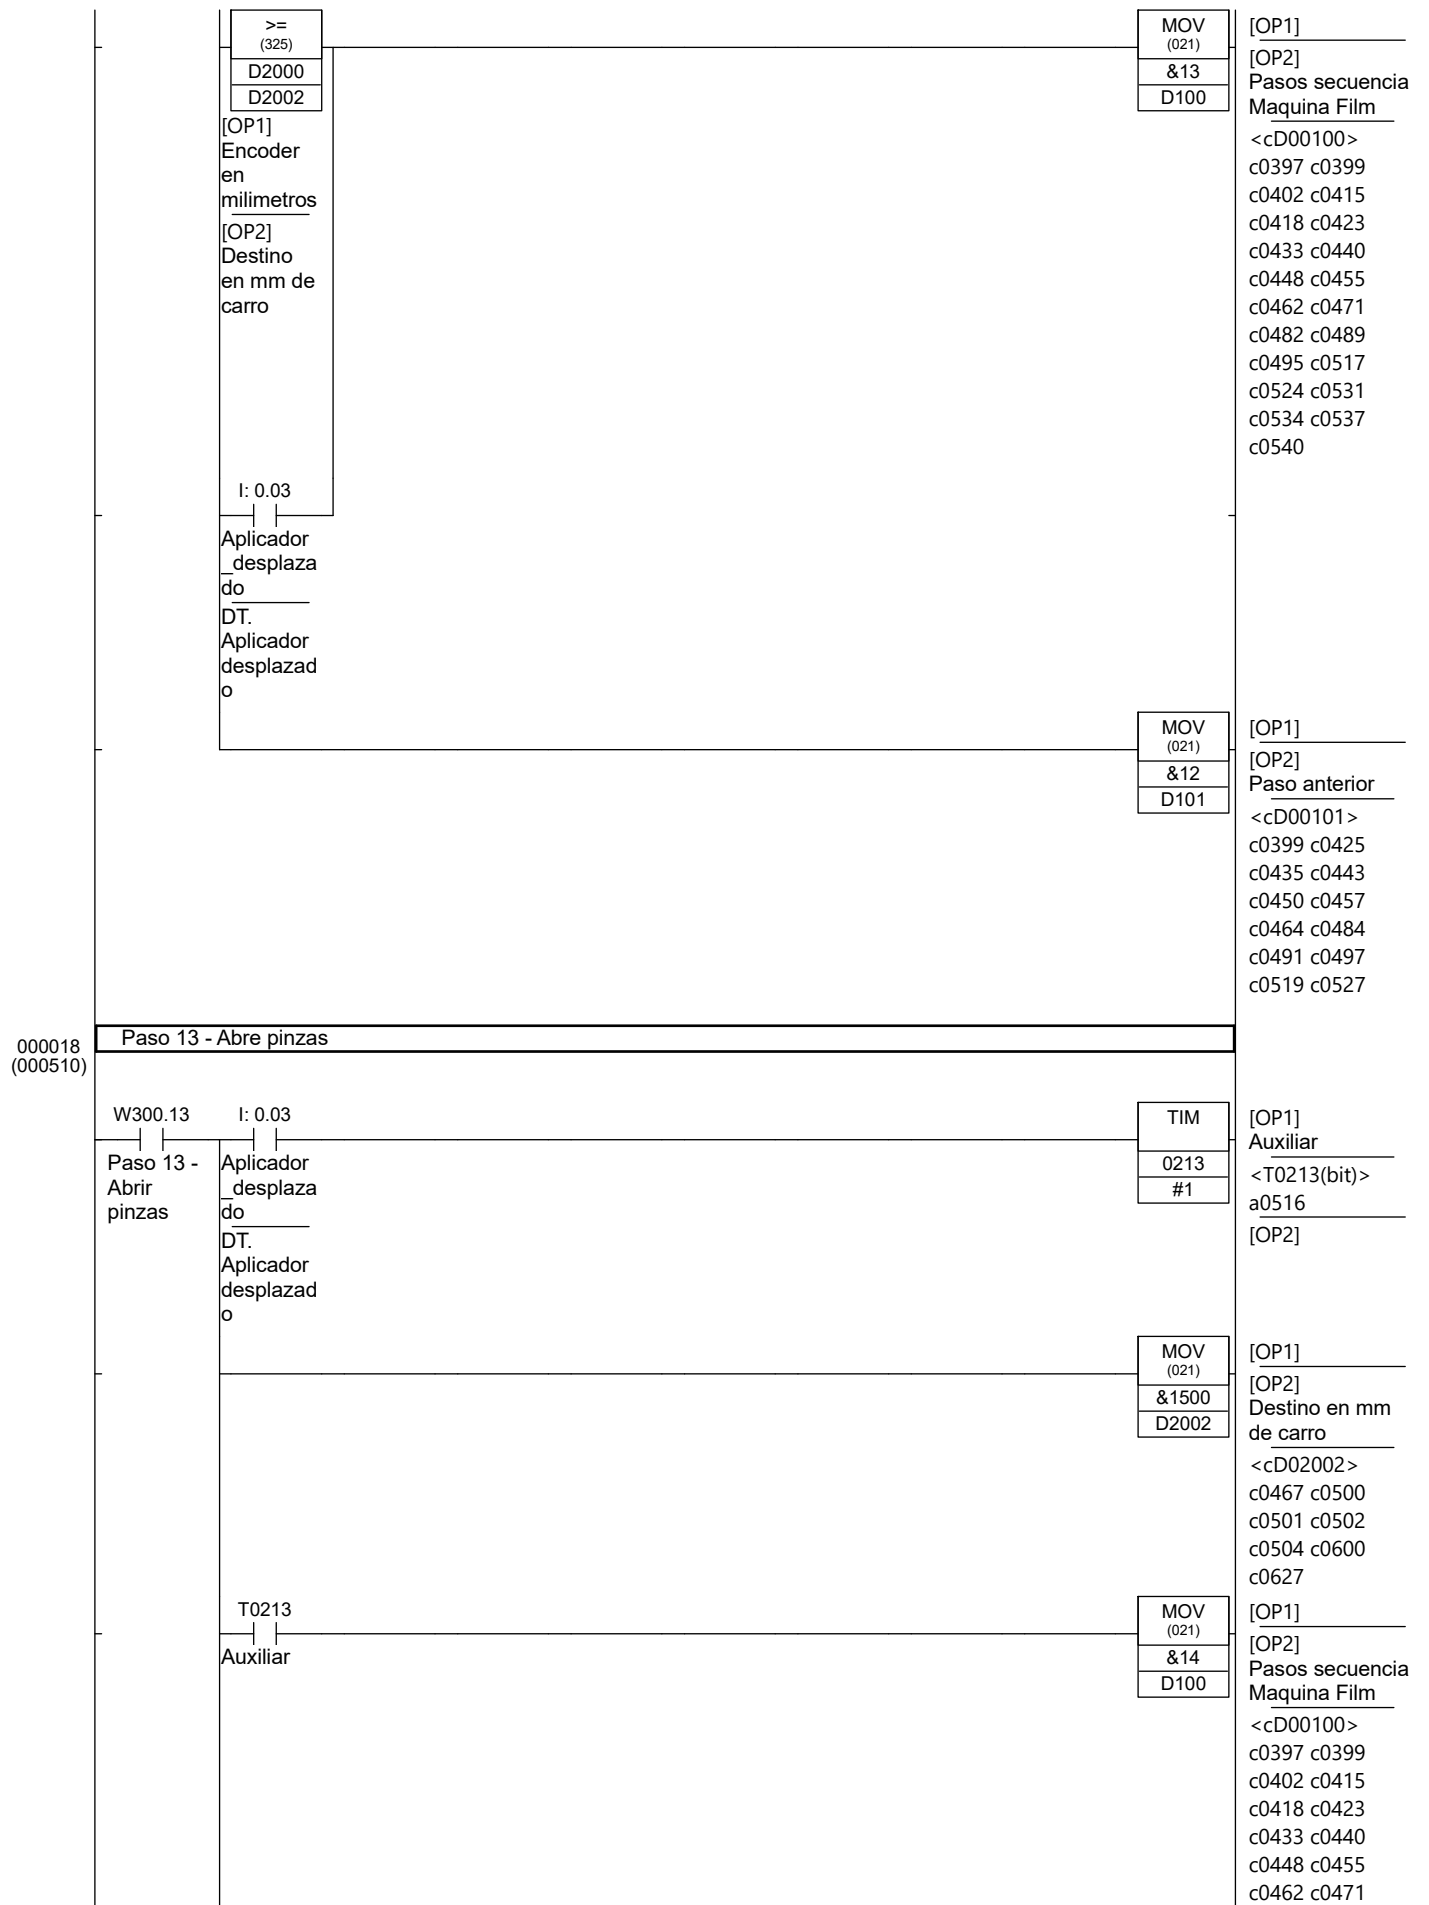 >=
(325)
D2000
D2002
[OP1]
Encoder
en
milimetros
[OP2]
Destino
en mm de
carro
MOV
(021)
&13
D100
[OP1]
[OP2]
Pasos secuencia
Maquina Film
<cD00100>
c0397 c0399
c0402 c0415
c0418 c0423
c0433 c0440
c0448 c0455
c0462 c0471
c0482 c0489
c0495 c0517
c0524 c0531
c0534 c0537
c0540
I: 0.03
Aplicador
_desplaza
do
DT.
Aplicador
desplazad
o
MOV
(021)
&12
D101
[OP1]
[OP2]
Paso anterior
<cD00101>
c0399 c0425
c0435 c0443
c0450 c0457
c0464 c0484
c0491 c0497
c0519 c0527
000018
(000510)
Paso 13 - Abre pinzas
W300.13
Paso 13 -
Abrir
pinzas
I: 0.03
Aplicador
_desplaza
do
DT.
Aplicador
desplazad
o
TIM
0213
#1
[OP1]
Auxiliar
<T0213(bit)>
a0516
[OP2]
MOV
(021)
&1500
D2002
[OP1]
[OP2]
Destino en mm
de carro
<cD02002>
c0467 c0500
c0501 c0502
c0504 c0600
c0627
T0213
Auxiliar
MOV
(021)
&14
D100
[OP1]
[OP2]
Pasos secuencia
Maquina Film
<cD00100>
c0397 c0399
c0402 c0415
c0418 c0423
c0433 c0440
c0448 c0455
c0462 c0471